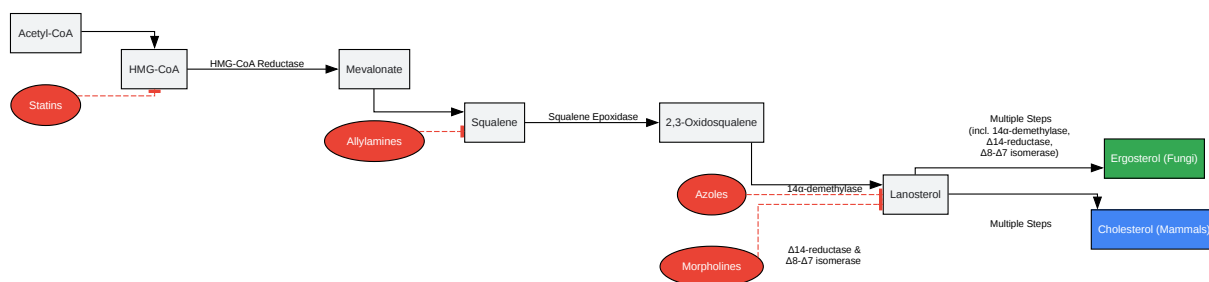 Acetyl-CoA
HMG-CoA
HMG-CoA Reductase
Mevalonate
Statins
Squalene
Squalene Epoxidase
2,3-Oxidosqualene
Allylamines
Multiple Steps
(incl. 14α-demethylase,
Δ14-reductase,
Δ8-Δ7 isomerase)
Ergosterol (Fungi)
Azoles
14α-demethylase
Lanosterol
Multiple Steps
Cholesterol (Mammals)
Morpholines
Δ14-reductase &
Δ8-Δ7 isomerase